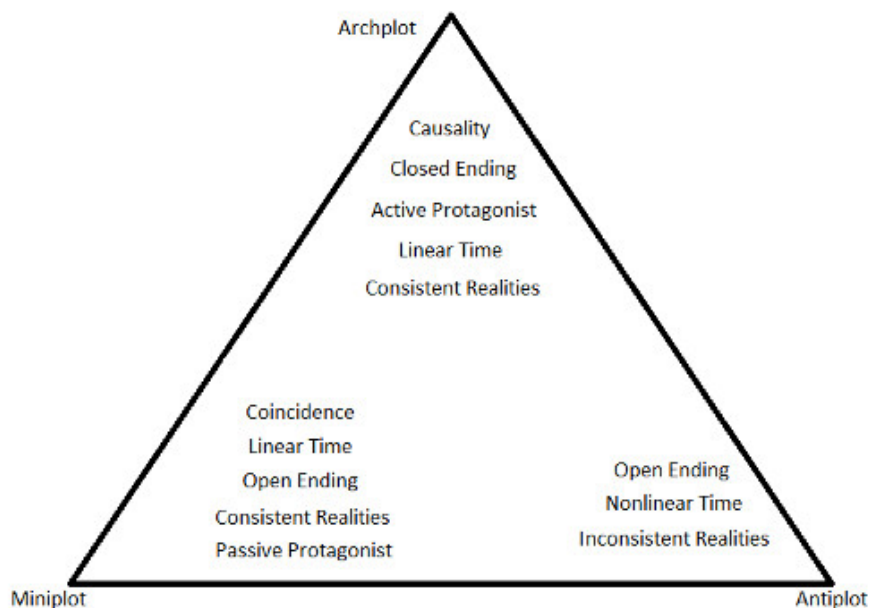 Archplot
Causality
Closed Ending
Active Protagonist
Linear Time
Consistent Realities
Coincidence
Linear Time
Open Ending
Consistent Realities
Passive Protagonist
Open Ending
Nonlinear Time
Inconsistent Realities
Miniplot
Antiplot